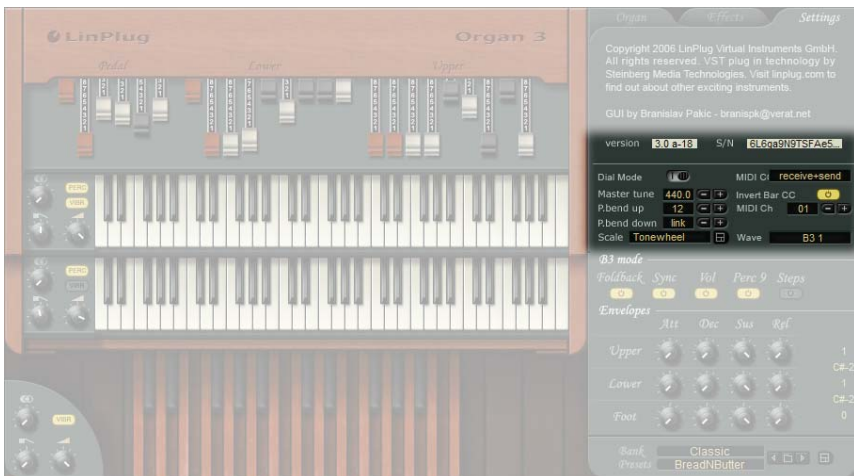 LinPlug
Organ 3
Pedal
Lower
Upper
PERC
VIBR
PERC
VIBR
VIBR
Organ
Effects
Settings
Copyright 2006 LinPlug Virtual Instruments GmbH.
All rights reserved. VST plug in technology by
Steinberg Media Technologies. Visit linplug.com to
find out about other exciting instruments.
GUI by Branislav Pakic - branispk@verat.net
version 3.0 a-18 S/N 6L6qa9N9TSFAe5...
Dial Mode MIDI Ctl receive+send
Master tune 440.0 Invert Bar CC
P.bend up 12 MIDI Ch 01
P.bend down link
Scale Tonewheel Wave B3 1
B3 mode
Foldback Sync Vol Perc 9 Steps
Envelopes
Att Dec Sus Rel
Upper 1
C#-2
Lower 1
C#-2
Foot 0
Bank Classic
Presets BreadNButter